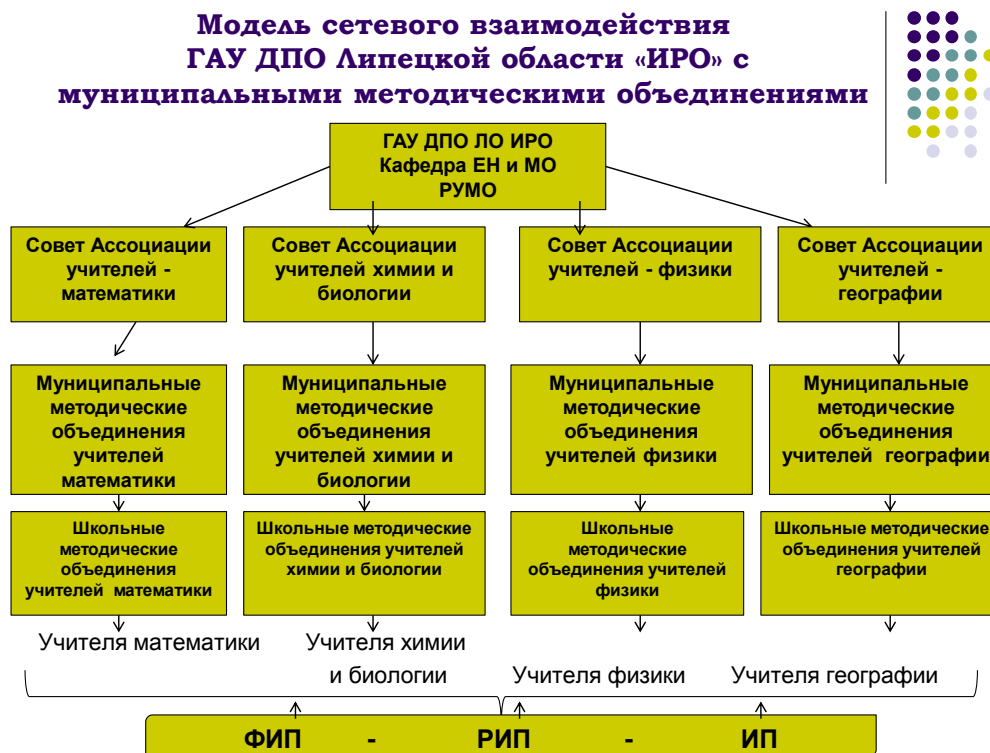 Модель сетевого взаимодействия
ГАУ ДПО Липецкой области «ИРО» с
муниципальными методическими объединениями
ГАУ ДПО ЛО ИРО
Кафедра ЕН и МО
РУМО
Совет Ассоциации
учителей -
математики
Совет Ассоциации
учителей химии и
биологии
Совет Ассоциации
учителей - физики
Совет Ассоциации
учителей -
географии
Муниципальные
методические
объединения
учителей
математики
Муниципальные
методические
объединения
учителей химии и
биологии
Муниципальные
методические
объединения
учителей физики
Муниципальные
методические
объединения
учителей географии
Школьные
методические
объединения
учителей математики
Школьные методические
объединения учителей
химии и биологии
Школьные
методические
объединения учителей
физики
Школьные методические
объединения учителей
географии
Учителя математики
Учителя химии
и биологии
Учителя физики
Учителя географии
ФИП - РИП - ИП